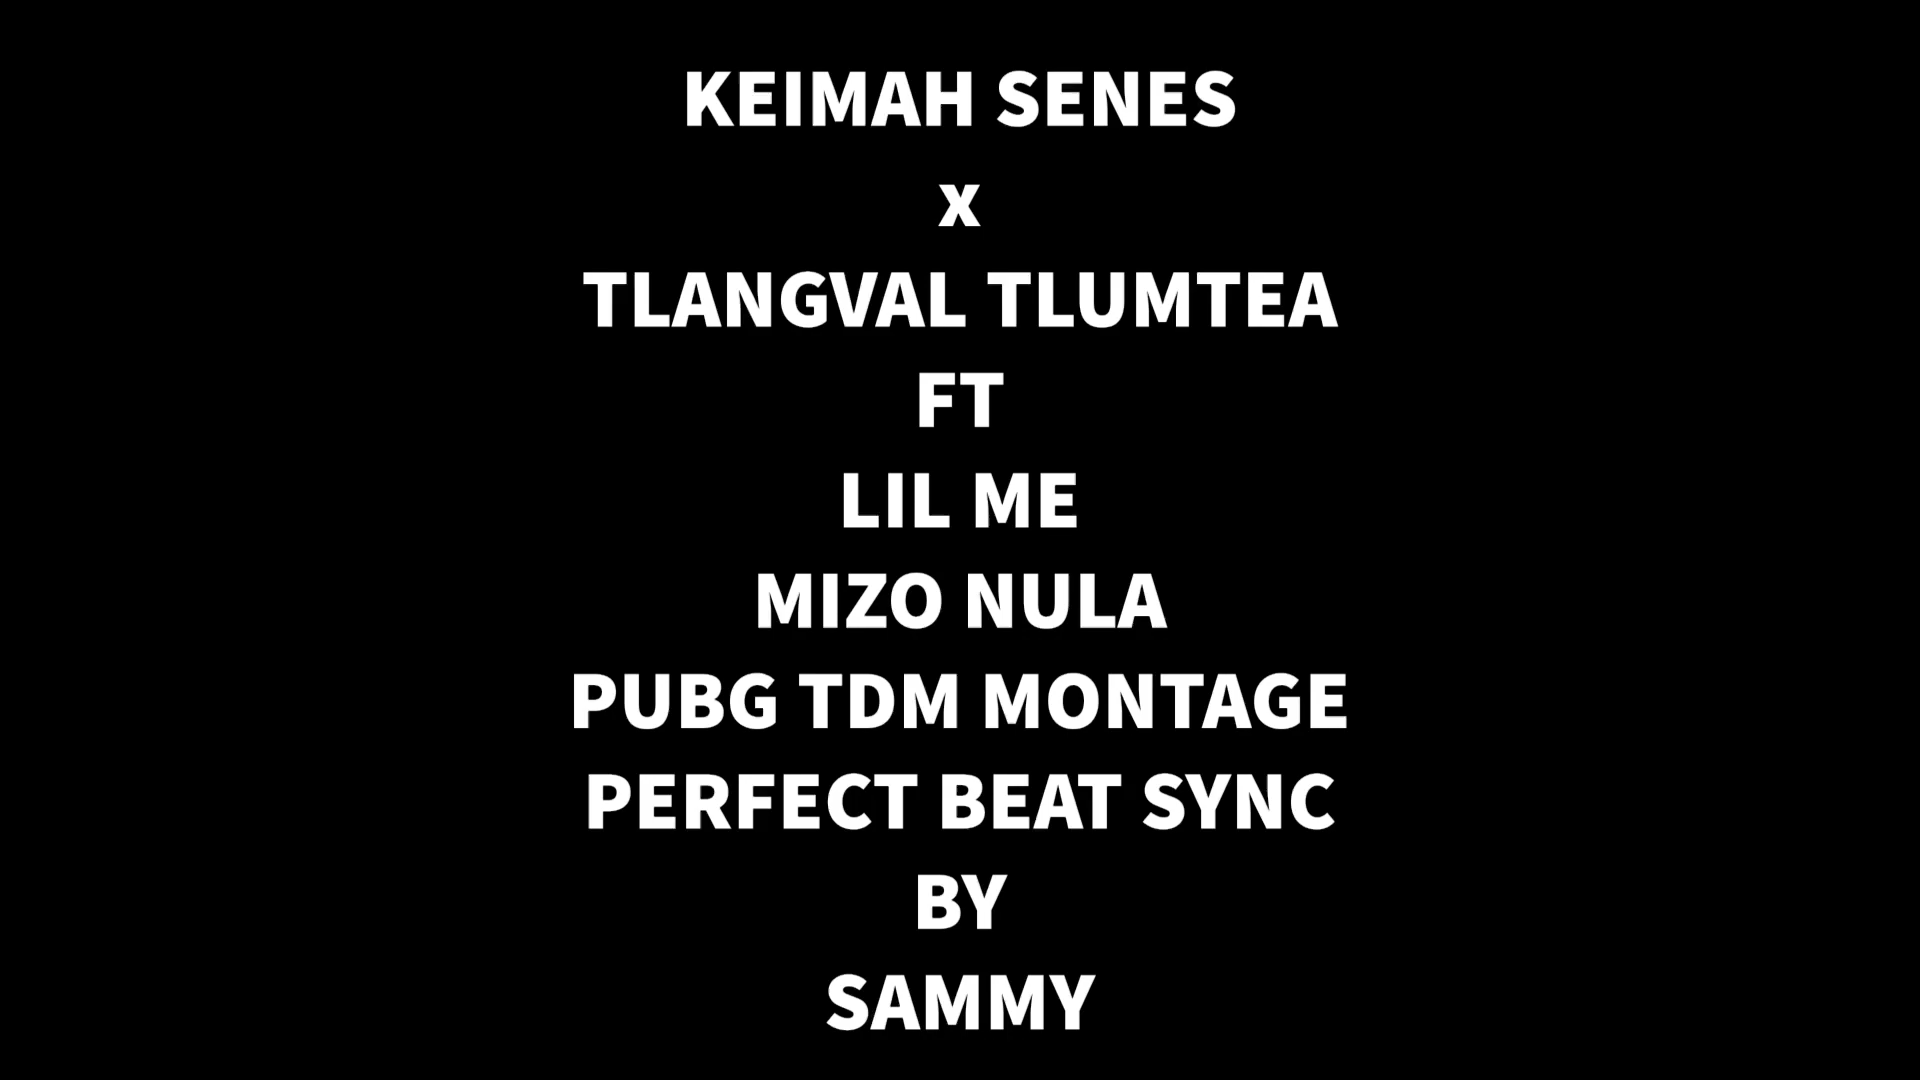 KEIMAH SENES
x
TLANGVAL TLUMTEA
FT
LIL ME
MIZO NULA
PUBG TDM MONTAGE
PERFECT BEAT SYNC
BY
SAMMY